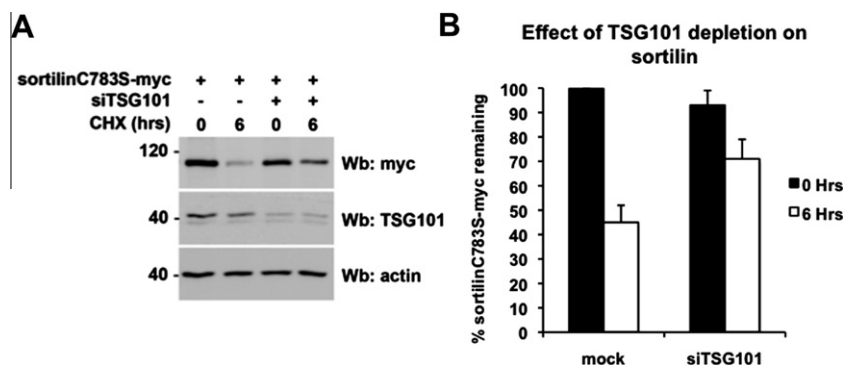 A
sortilinC783S-myc + + + +
siTSG101 - - + +
CHX (hrs) 0 6 0 6
120 -
Wb: myc
40 -
Wb: TSG101
40 -
Wb: actin
B
Effect of TSG101 depletion on
sortilin
% sortilinC783S-myc remaining
100
90
80
70
60
50
40
30
20
10
0
mock siTSG101
0 Hrs
6 Hrs